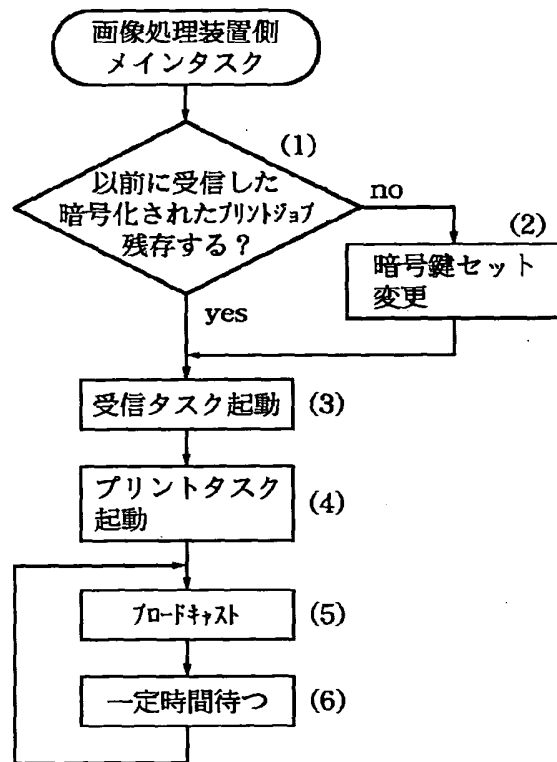 画像処理装置側
メインタスク
(1)
以前に受信した
暗号化されたプリントジョブ
残存する?
no
(2)
暗号鍵セット
変更
yes
受信タスク起動
(3)
プリントタスク
起動
(4)
ブロードキャスト
(5)
一定時間待つ
(6)